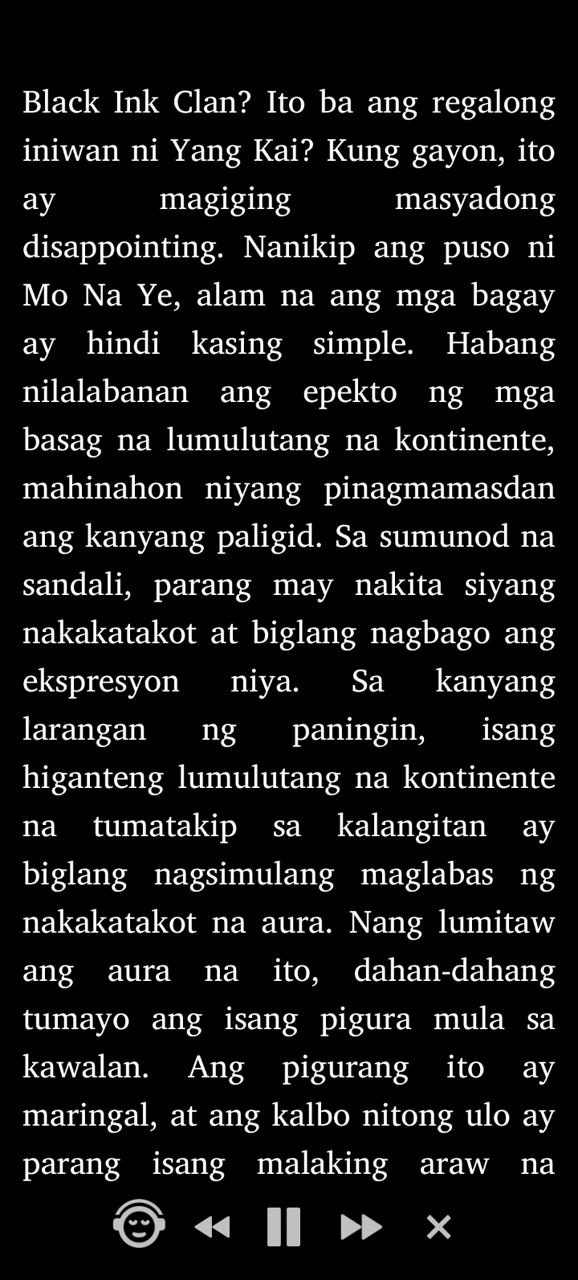 Black Ink Clan? Ito ba ang regalong
iniwan ni Yang Kai? Kung gayon, ito
ay magiging masyadong
disappointing. Nanikip ang puso ni
Mo Na Ye, alam na ang mga bagay
ay hindi kasing simple. Habang
nilalabanan ang epekto ng mga
basag na lumulutang na kontinente,
mahinahon niyang pinagmamasdan
ang kanyang paligid. Sa sumunod na
sandali, parang may nakita siyang
nakakatakot at biglang nagbago ang
ekspresyon niya. Sa kanyang
larangan ng paningin, isang
higanteng lumulutang na kontinente
na tumatakip sa kalangitan ay
biglang nagsimulang maglabas ng
nakakatakot na aura. Nang lumitaw
ang aura na ito, dahan-dahang
tumayo ang isang pigura mula sa
kawalan. Ang pigurang ito ay
maringal, at ang kalbo nitong ulo ay
parang isang malaking araw na